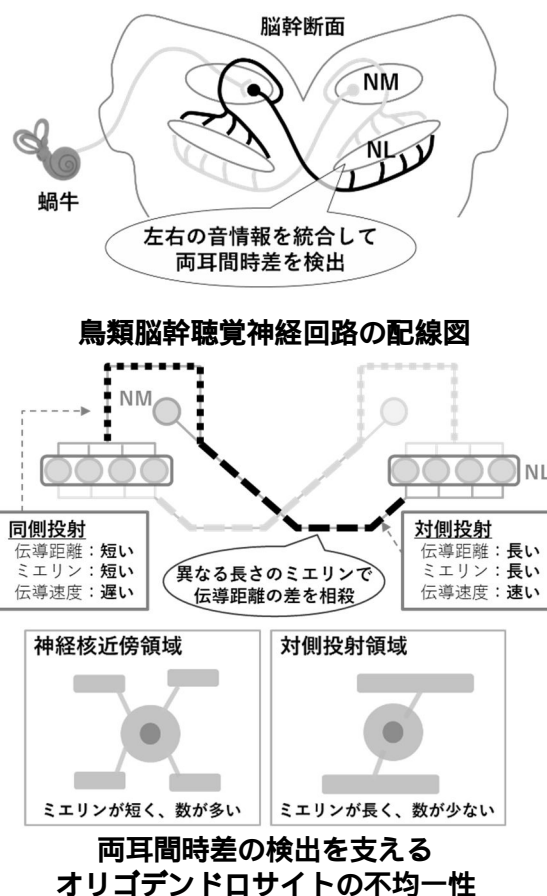 脳幹断面
NM
NL
蝸牛
左右の音情報を統合して
両耳間時差を検出
鳥類脳幹聴覚神経回路の配線図
NM
NL
同側投射
伝導距離：短い
ミエリン：短い
伝導速度：遅い
対側投射
伝導距離：長い
ミエリン：長い
伝導速度：速い
異なる長さのミエリンで
伝導距離の差を相殺
神経核近傍領域
ミエリンが短く、数が多い
対側投射領域
ミエリンが長く、数が少ない
両耳間時差の検出を支える
オリゴデンドロサイトの不均一性